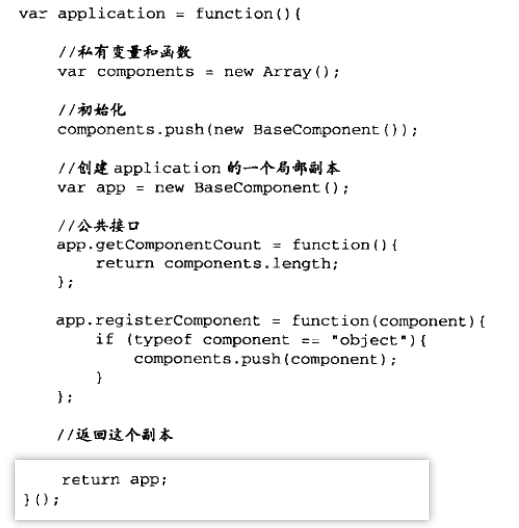 var application = function(){
//私有变量和函数
var components = new Array();
//初始化
components.push(new BaseComponent());
//创建 application 的一个局部副本
var app = new BaseComponent();
//公共接口
app.getComponentCount = function(){
return components.length;
};
app.registerComponent = function(component){
if (typeof component == "object"){
components.push(component);
}
};
//返回这个副本
return app;
}();